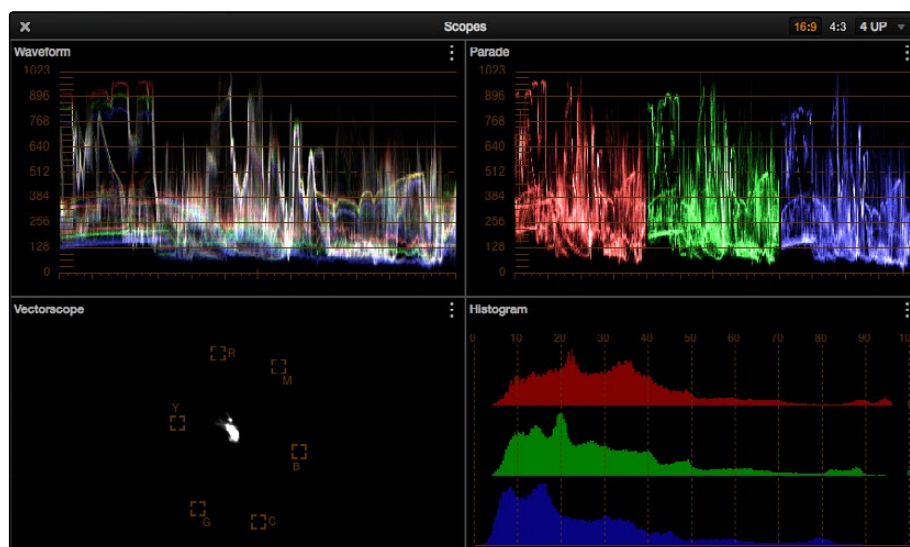 Scopes 16:9 4:3 4 UP
Waveform
1023
896
768
640
512
384
256
128
0
Parade
1023
896
768
640
512
384
256
128
0
Vectorscope
R
M
Y
B
G
C
Histogram
0 10 20 30 40 50 60 70 80 90